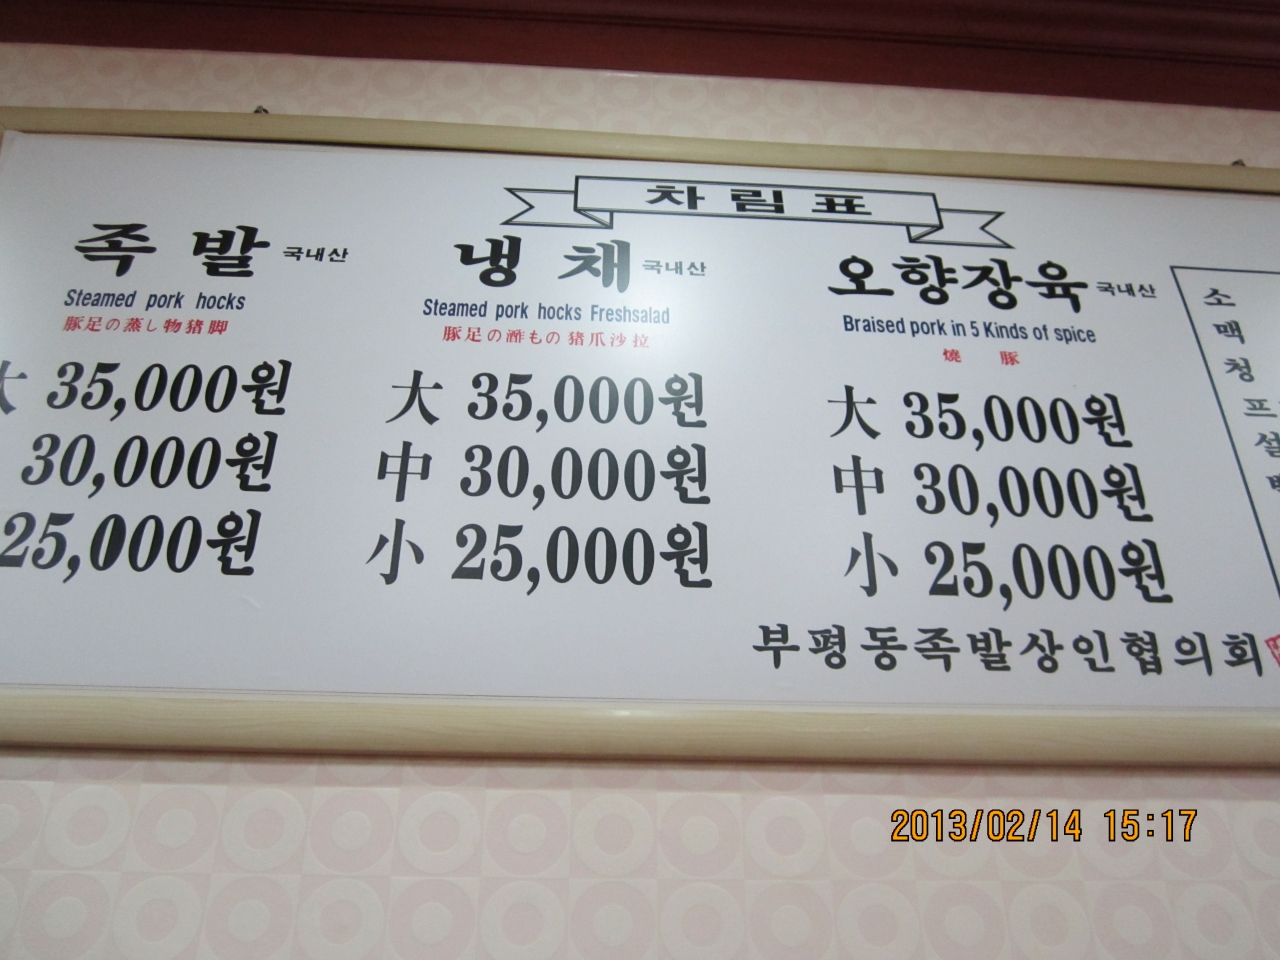 차림표
족발 국내산
Steamed pork hocks
豚足の蒸し物猪脚
大 35,000원
30,000원
25,000원
냉채 국내산
Steamed pork hocks Freshsalad
豚足の酢もの猪爪沙拉
大 35,000원
中 30,000원
小 25,000원
오향장육 국내산
Braised pork in 5 Kinds of spice
燒豚
大 35,000원
中 30,000원
小 25,000원
소
맥
청
프
설
부평동족발상인협의회
2013/02/14 15:17